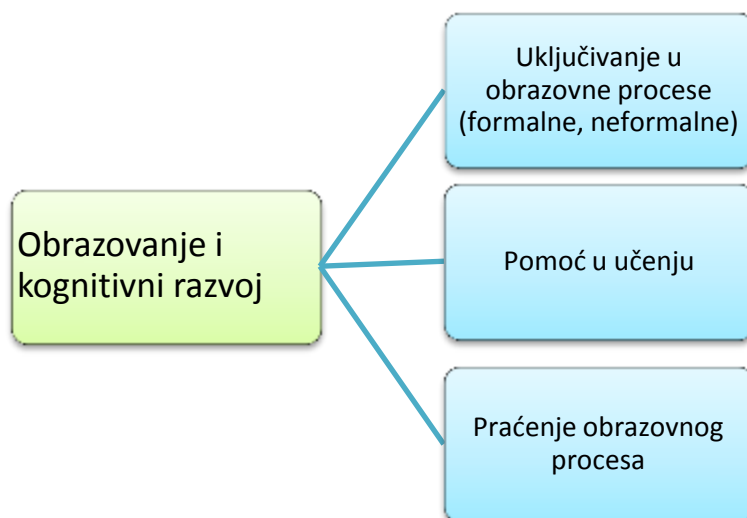 Uključivanje u
obrazovne procese
(formalne, neformalne)
Obrazovanje i
kognitivni razvoj
Pomoć u učenju
Praćenje obrazovnog
procesa